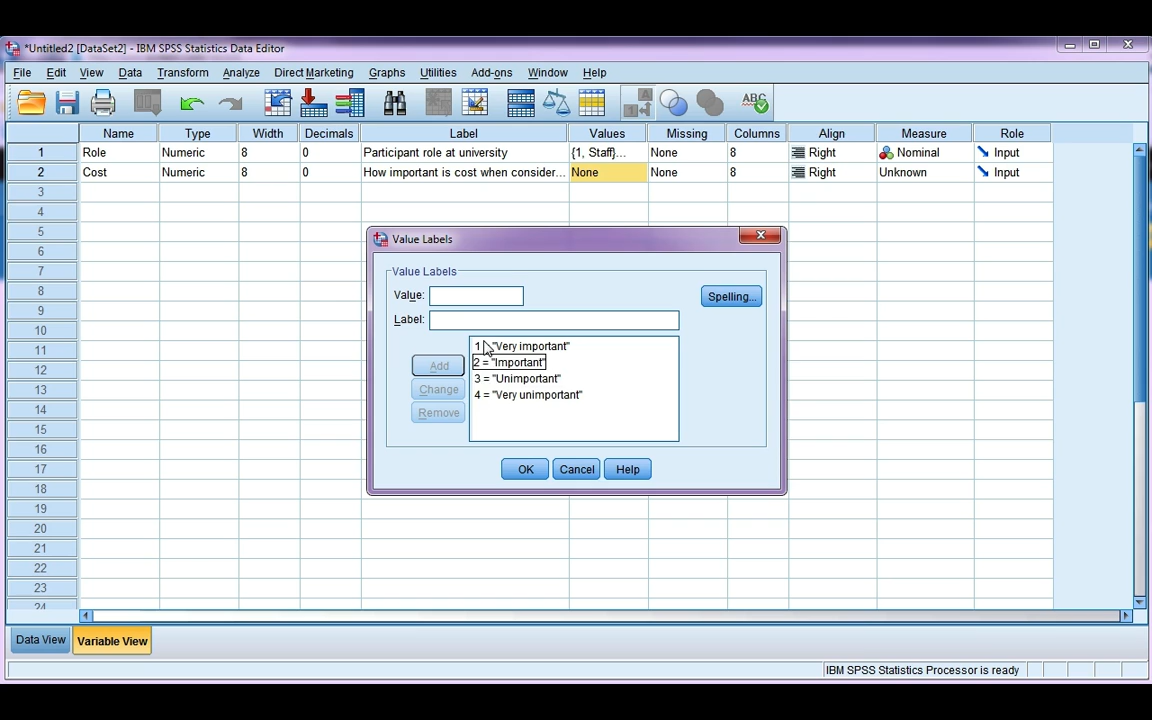 *Untitled2 [DataSet2] - IBM SPSS Statistics Data Editor
File Edit View Data Transform Analyze Direct Marketing Graphs Utilities Add-ons Window Help
A 1 ABC
Name Type Width Decimals Label Values Missing Columns Align Measure Role
1 Role Numeric 8 0 Participant role at university {1, Staff}... None 8 Right Nominal Input
2 Cost Numeric 8 0 How important is cost when consider... None None 8 Right Unknown Input
3
4
5
6
7
8
9
10
11
12
13
14
15
16
17
18
19
20
21
22
23
24
Value Labels
Value Labels
Value:
Spelling...
Label:
1 "Very important"
2 = "Important"
3 = "Unimportant"
4 = "Very unimportant"
Add
Change
Remove
OK Cancel Help
Data View Variable View
IBM SPSS Statistics Processor is ready